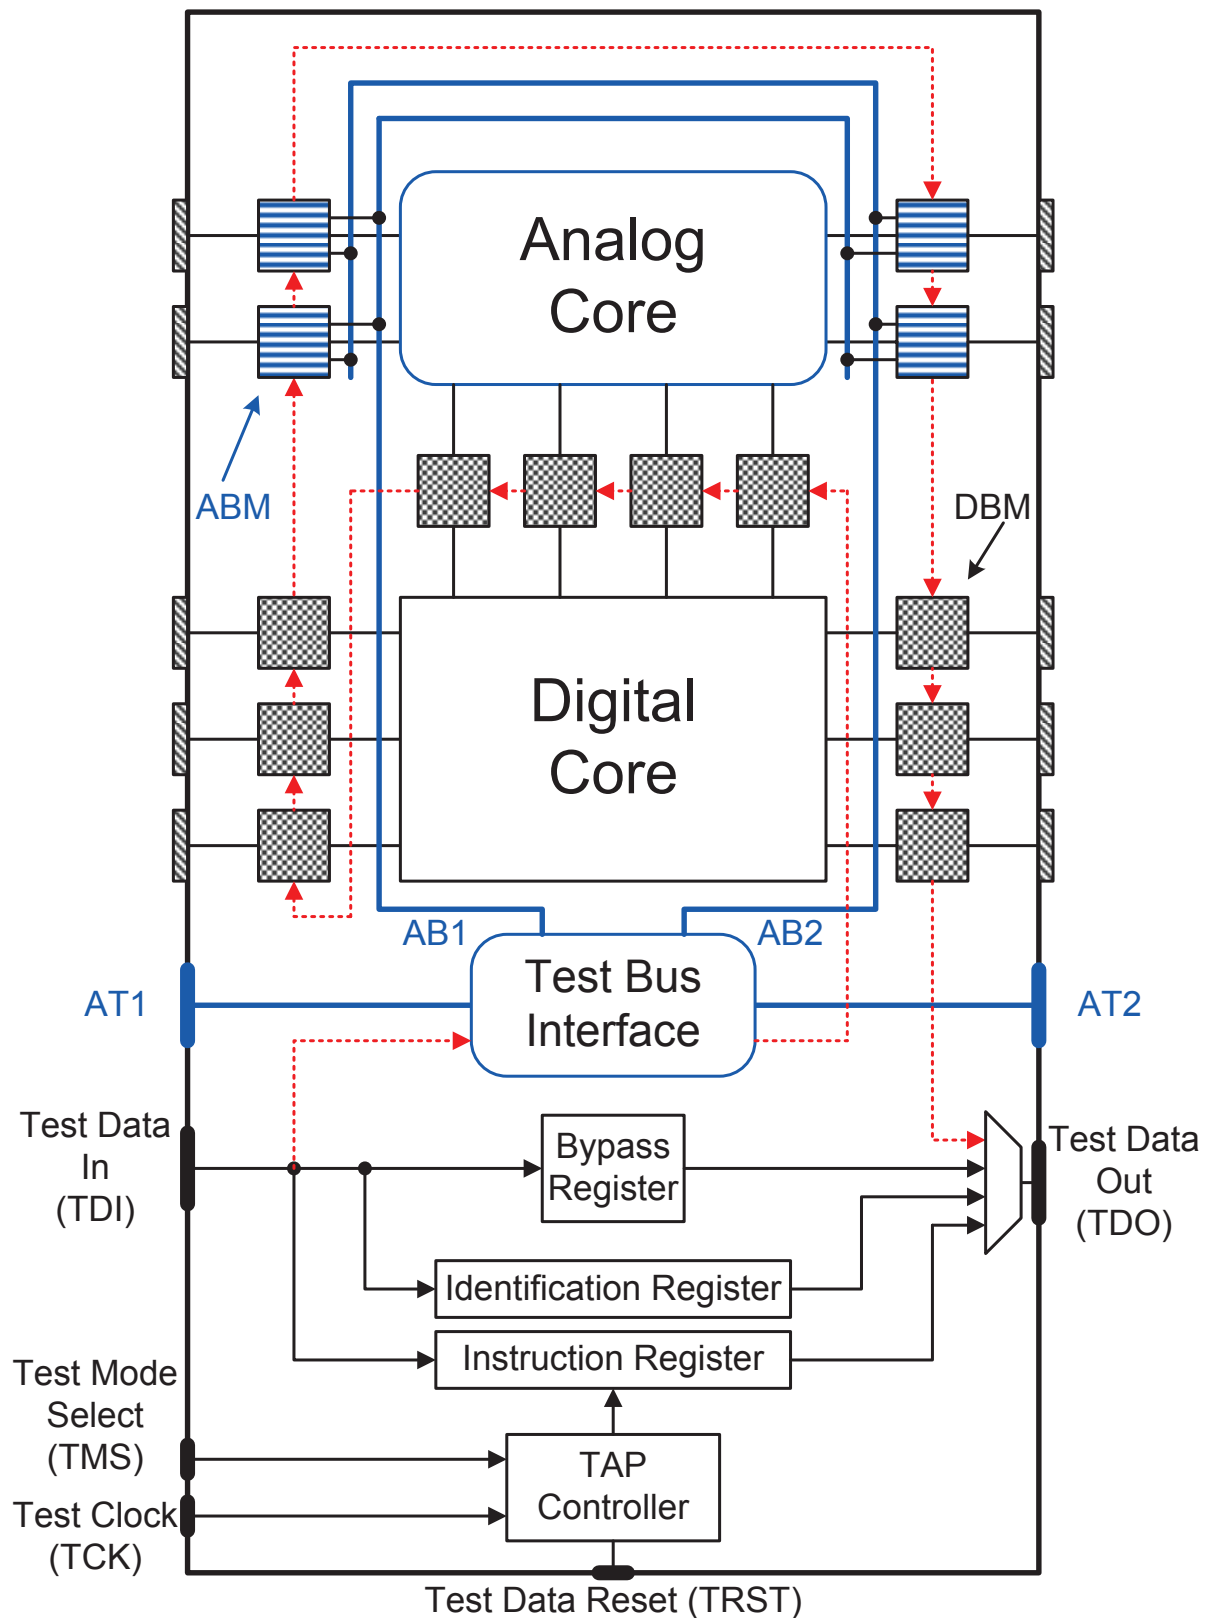 Analog
Core
ABM
DBM
Digital
Core
AB1
AB2
AT1
Test Bus
Interface
AT2
Test Data
In
(TDI)
Bypass
Register
Test Data
Out
(TDO)
Identification Register
Instruction Register
Test Mode
Select
(TMS)
TAP
Controller
Test Clock
(TCK)
Test Data Reset (TRST)